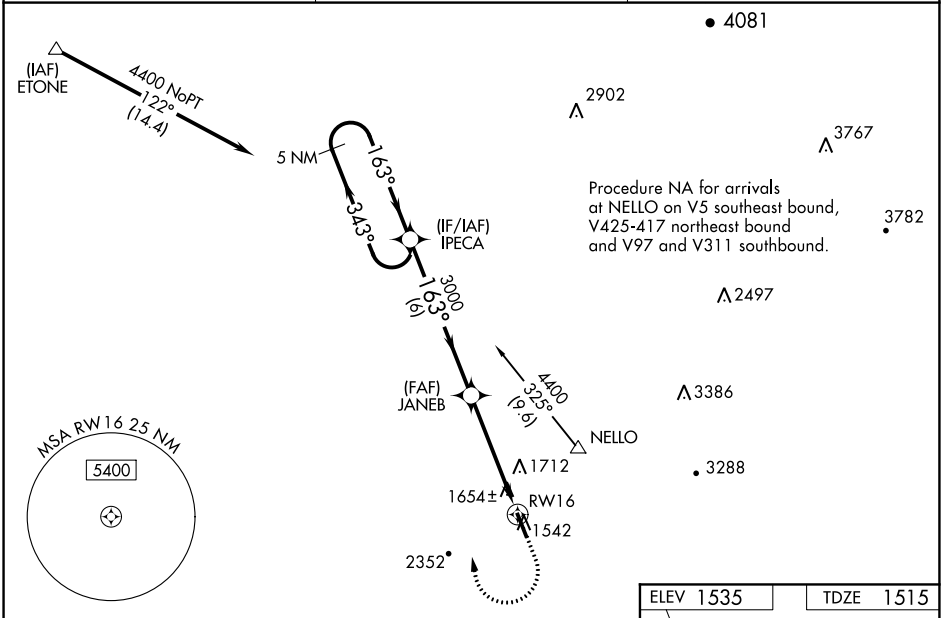 4081
(IAF)
ETONE
4400 NoPT
122°
(14.4)
2902
3767
5 NM
163°
343°
(IF/IAF)
IPECA
Procedure NA for arrivals
at NELLO on V5 southeast bound,
V425-417 northeast bound
and V97 and V311 southbound.
3782
3000
163°
(6)
2497
(FAF)
JANEB
4400
325°
(9.6)
3386
NELLO
MSA RW16 25 NM
5400
1712
3288
1654±
RW16
1542
2352
ELEV 1535
TDZE 1515